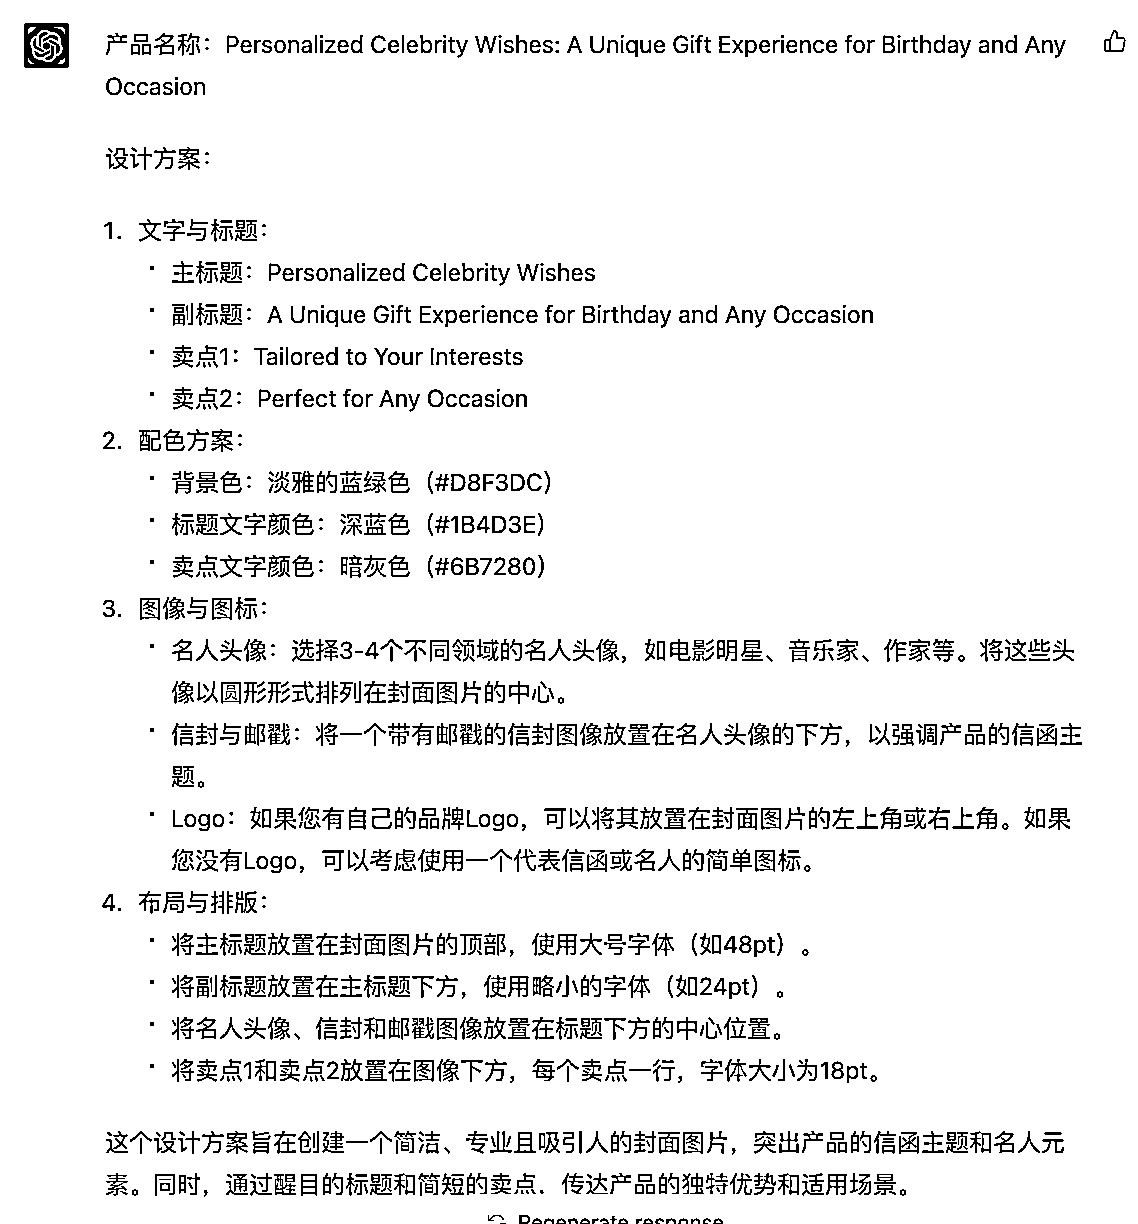 产品名称：Personalized Celebrity Wishes: A Unique Gift Experience for Birthday and Any
Occasion
设计方案：
1. 文字与标题：
· 主标题：Personalized Celebrity Wishes
· 副标题：A Unique Gift Experience for Birthday and Any Occasion
· 卖点1：Tailored to Your Interests
· 卖点2：Perfect for Any Occasion
2. 配色方案：
· 背景色：淡雅的蓝绿色（#D8F3DC）
· 标题文字颜色：深蓝色（#1B4D3E）
· 卖点文字颜色：暗灰色（#6B7280）
3. 图像与图标：
· 名人头像：选择3-4个不同领域的名人头像，如电影明星、音乐家、作家等。将这些头
像以圆形形式排列在封面图片的中心。
· 信封与邮戳：将一个带有邮戳的信封图像放置在名人头像的下方，以强调产品的信函主
题。
· Logo：如果您有自己的品牌Logo，可以将其放置在封面图片的左上角或右上角。如果
您没有Logo，可以考虑使用一个代表信函或名人的简单图标。
4. 布局与排版：
· 将主标题放置在封面图片的顶部，使用大号字体（如48pt）。
· 将副标题放置在主标题下方，使用略小的字体（如24pt）。
· 将名人头像、信封和邮戳图像放置在标题下方的中心位置。
· 将卖点1和卖点2放置在图像下方，每个卖点一行，字体大小为18pt。
这个设计方案旨在创建一个简洁、专业且吸引人的封面图片，突出产品的信函主题和名人元
素。同时，通过醒目的标题和简短的卖点．传达产品的独特优势和适用场景。
Regenerate response